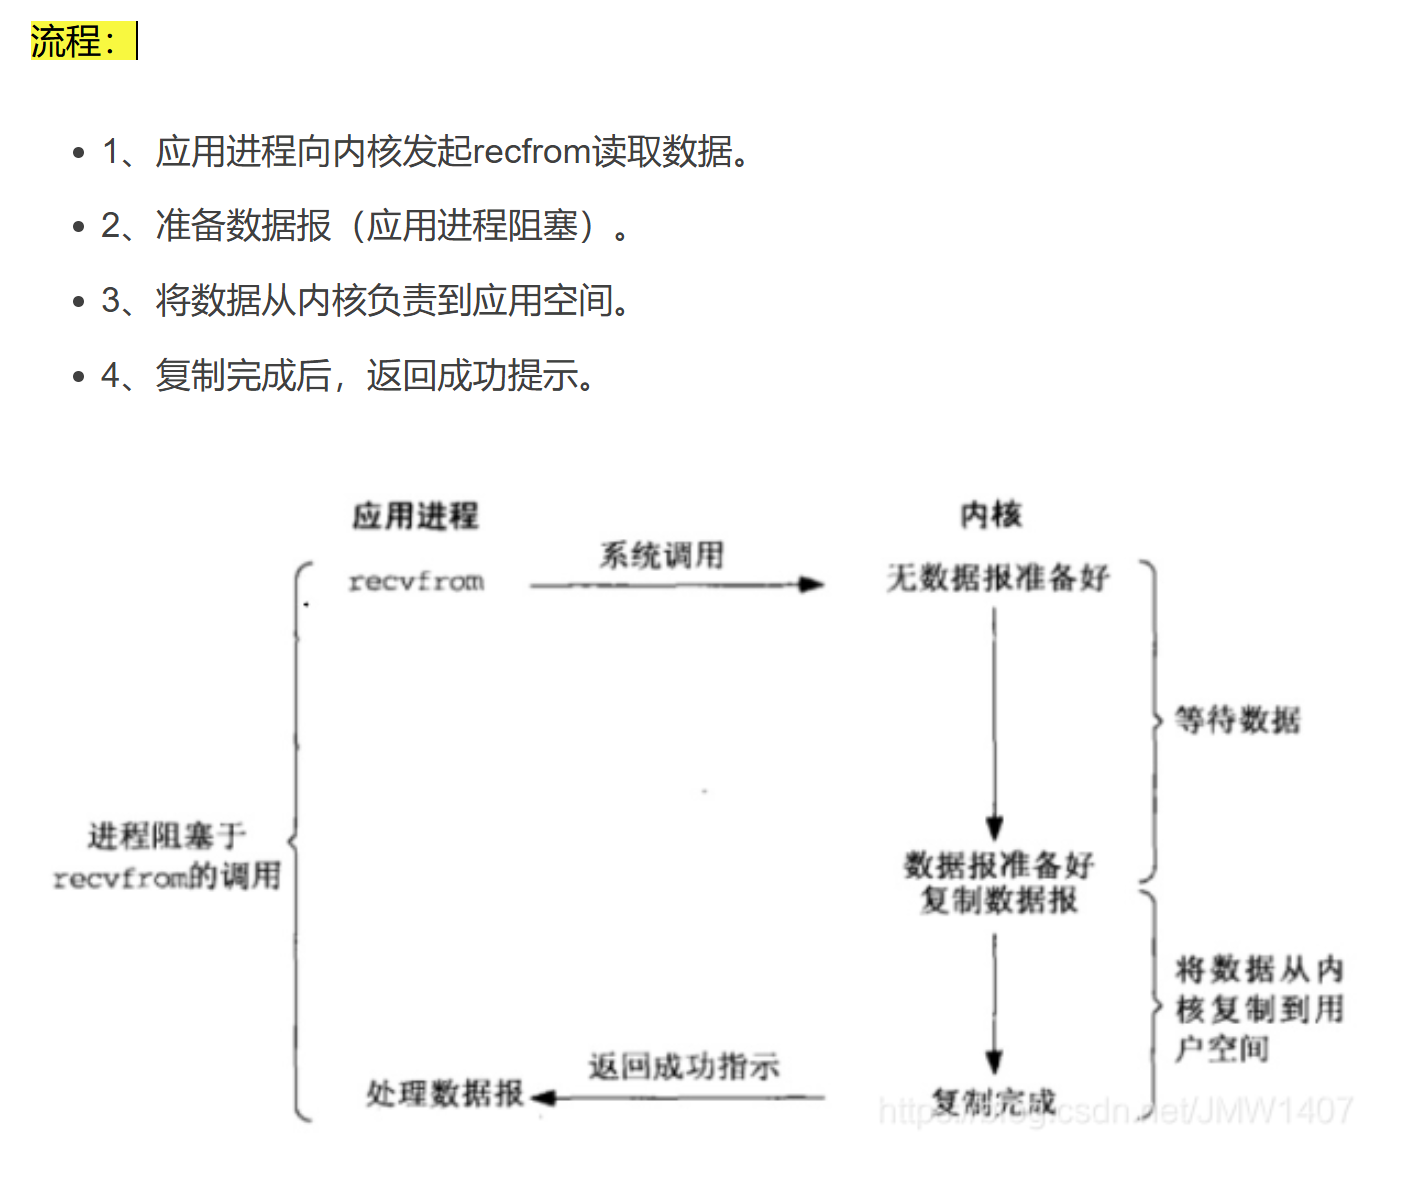 流程：
1、应用进程向内核发起recfrom读取数据。
2、准备数据报（应用进程阻塞）。
3、将数据从内核负责到应用空间。
4、复制完成后，返回成功提示。
应用进程
内核
系统调用
recvfrom
无数据报准备好
等待数据
进程阻塞于
recvfrom的调用
数据报准备好
复制数据报
将数据从内
核复制到用
户空间
返回成功指示
处理数据报
复制完成
https://blog.csdn.net/JMW1407